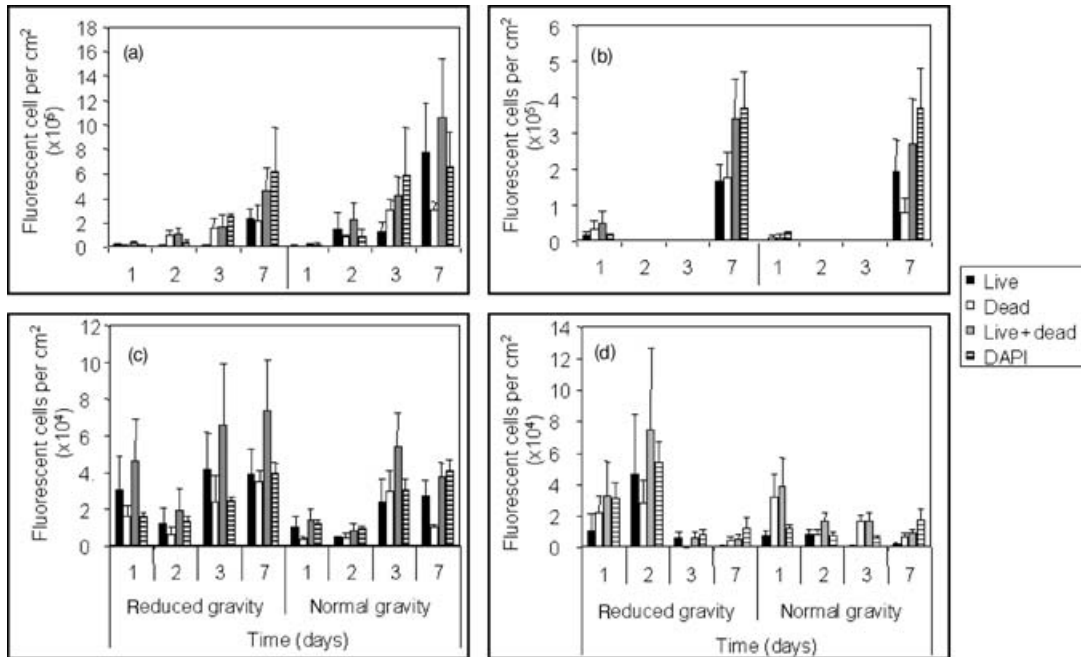 (a)
Fluorescent cell per cm²
(x10⁵)
18
16
14
12
10
8
6
4
2
0
1 2 3 7 1 2 3 7
(b)
Fluorescent cells per cm²
(x10⁵)
6
5
4
3
2
1
0
1 2 3 7 1 2 3 7
Live
Dead
Live+dead
DAPI
(c)
Fluorescent cells per cm²
(x10⁴)
12
10
8
6
4
2
0
1 2 3 7 1 2 3 7
Reduced gravity Normal gravity
Time (days)
(d)
Fluorescent cells per cm²
(x10⁴)
14
12
10
8
6
4
2
0
1 2 3 7 1 2 3 7
Reduced gravity Normal gravity
Time (days)